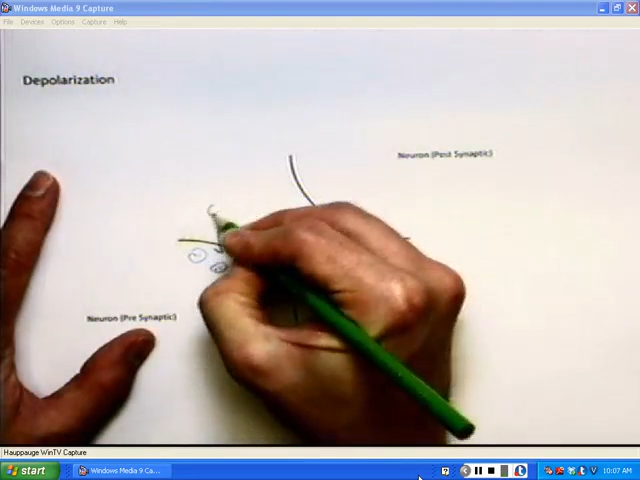 Windows Media 9 Capture
File Devices Options Capture Help
Depolarization
Neuron (Post Synaptic)
Neuron (Pre Synaptic)
Hauppauge WinTV Capture
start
Windows Media 9 Ca...
10:07 AM